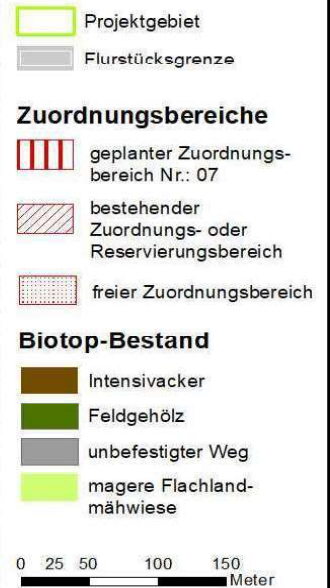 Projektgebiet
Flurstücksgrenze
Zuordnungsbereiche
geplanter Zuordnungs-
bereich Nr.: 07
bestehender
Zuordnungs- oder
Reservierungsbereich
freier Zuordnungsbereich
Biotop-Bestand
Intensivacker
Feldgehölz
unbefestigter Weg
magere Flachland-
mähwiese
0 25 50 100 150
Meter